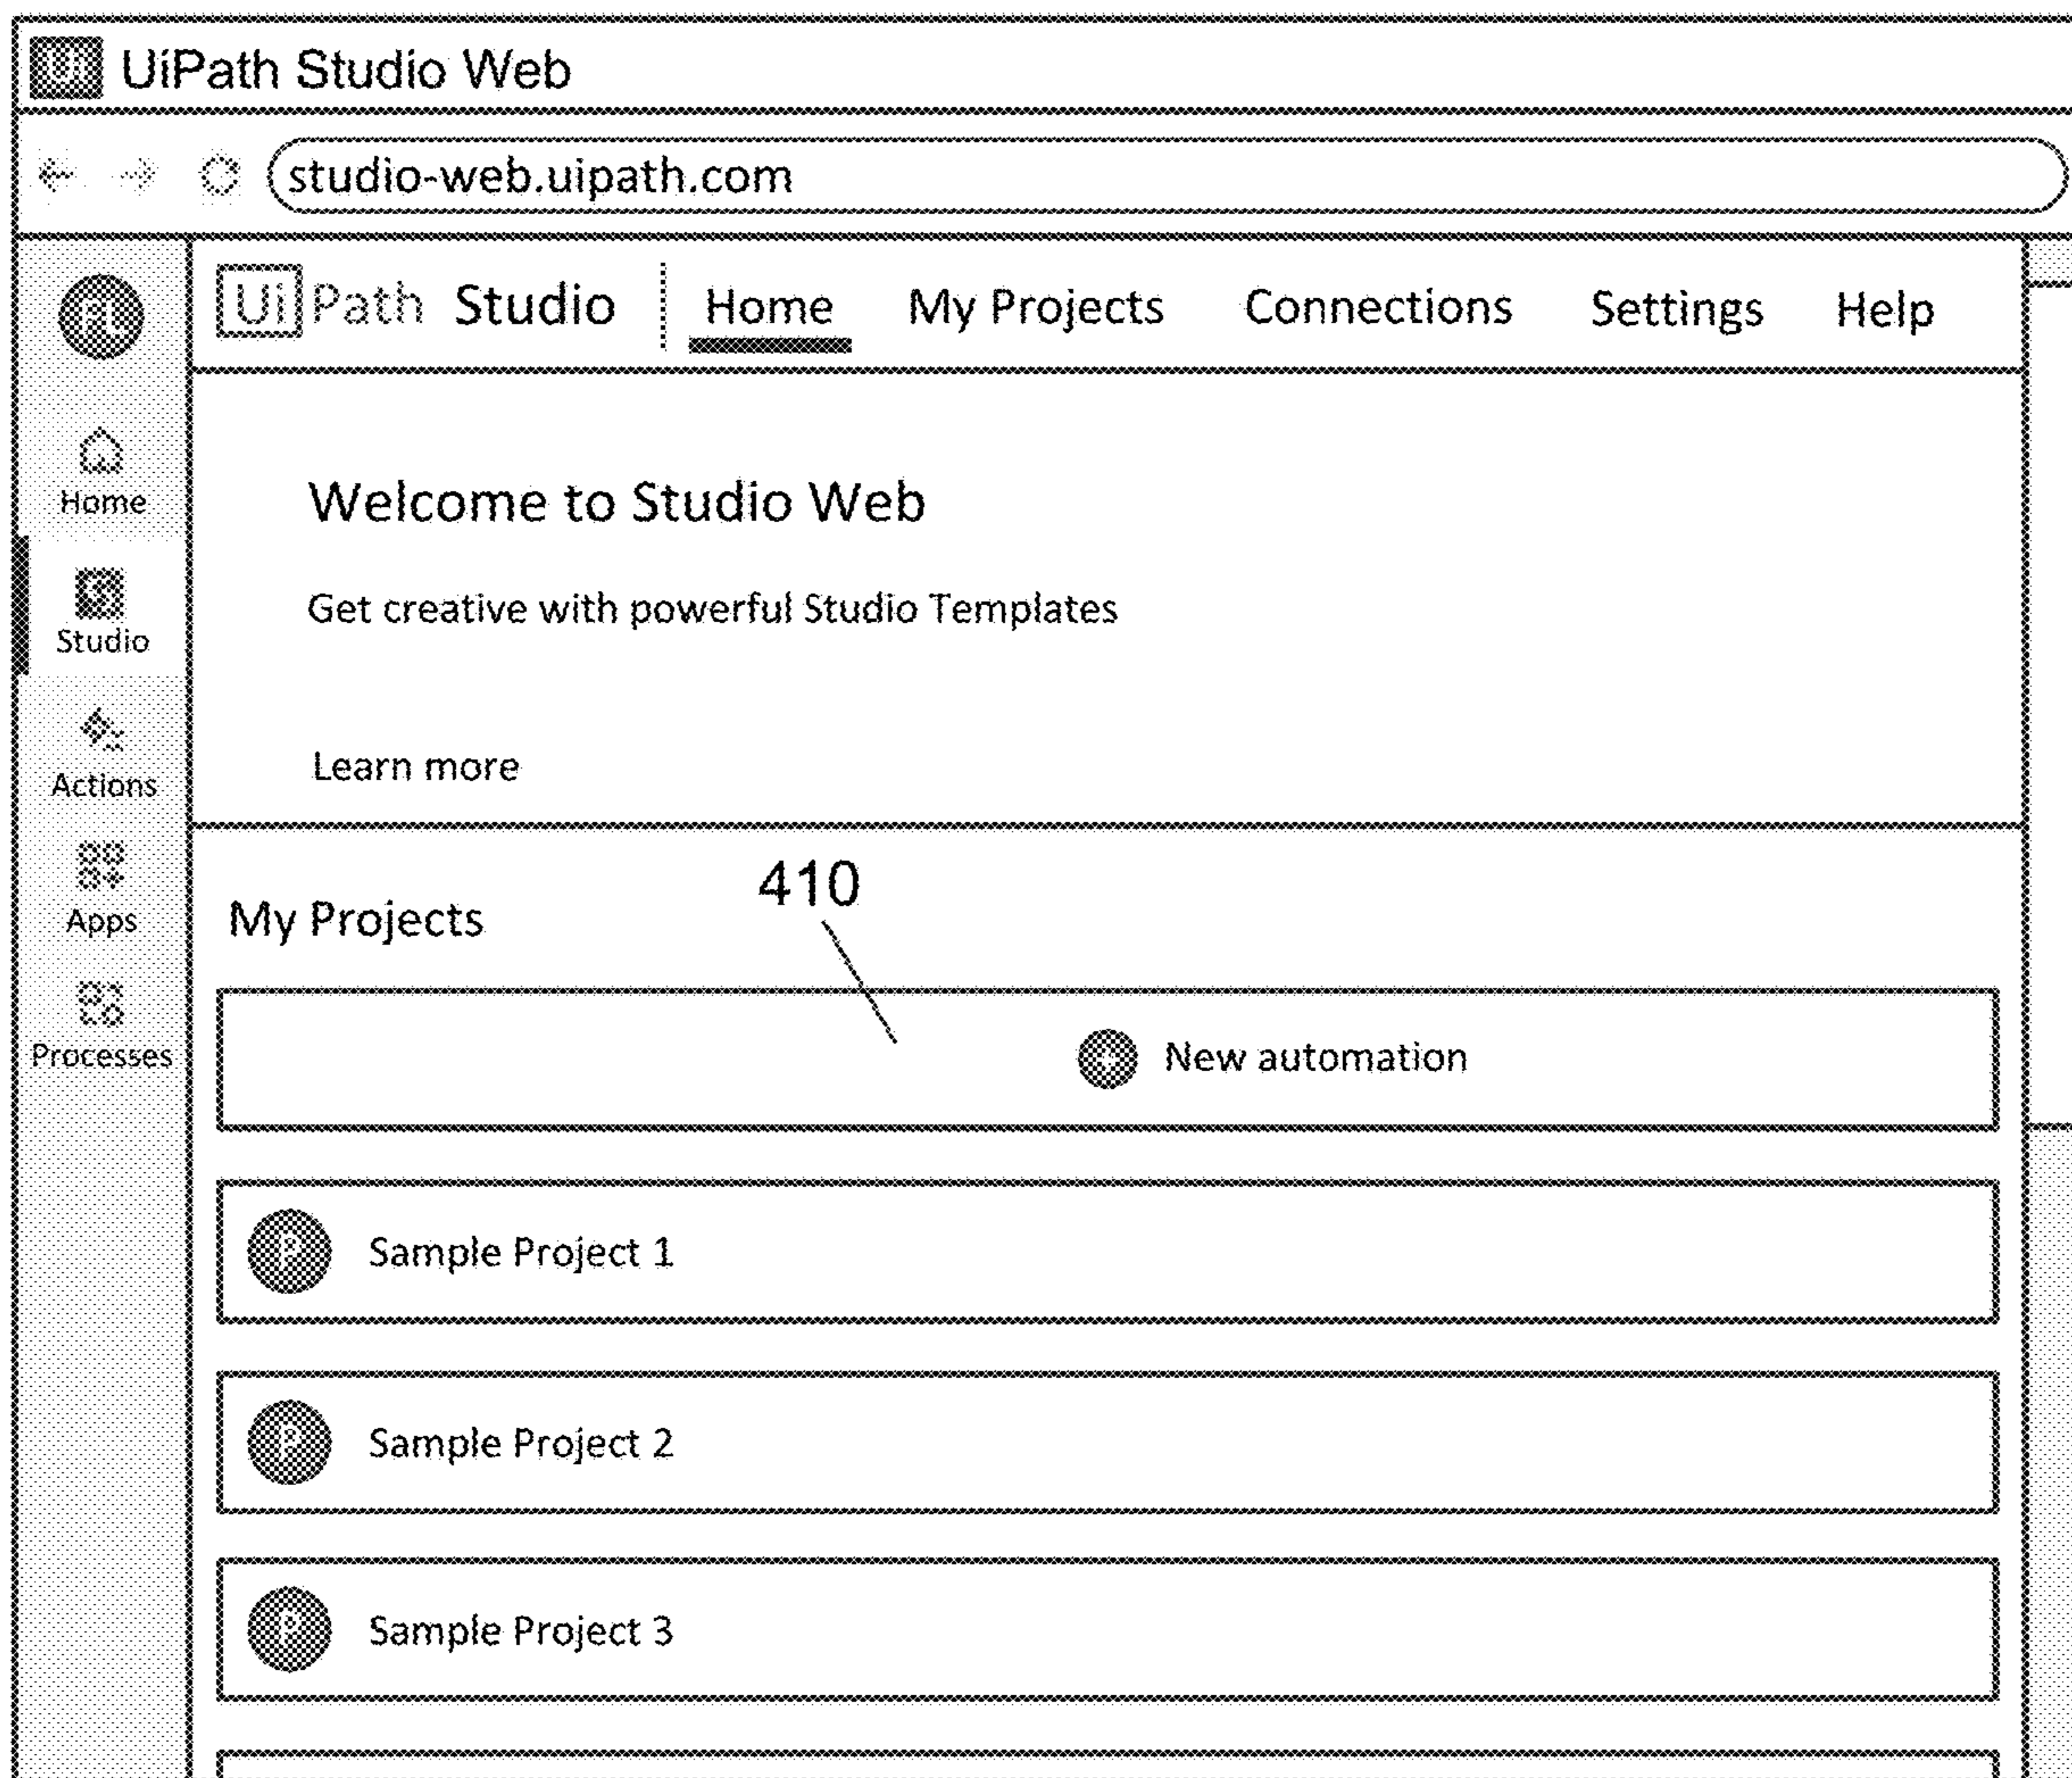 Ui UiPath Studio Web
studio-web.uipath.com
UiPath Studio Home My Projects Connections Settings Help
Home
Studio
Actions
Apps
Processes
Welcome to Studio Web
Get creative with powerful Studio Templates
Learn more
410
My Projects
+ New automation
P Sample Project 1
P Sample Project 2
P Sample Project 3